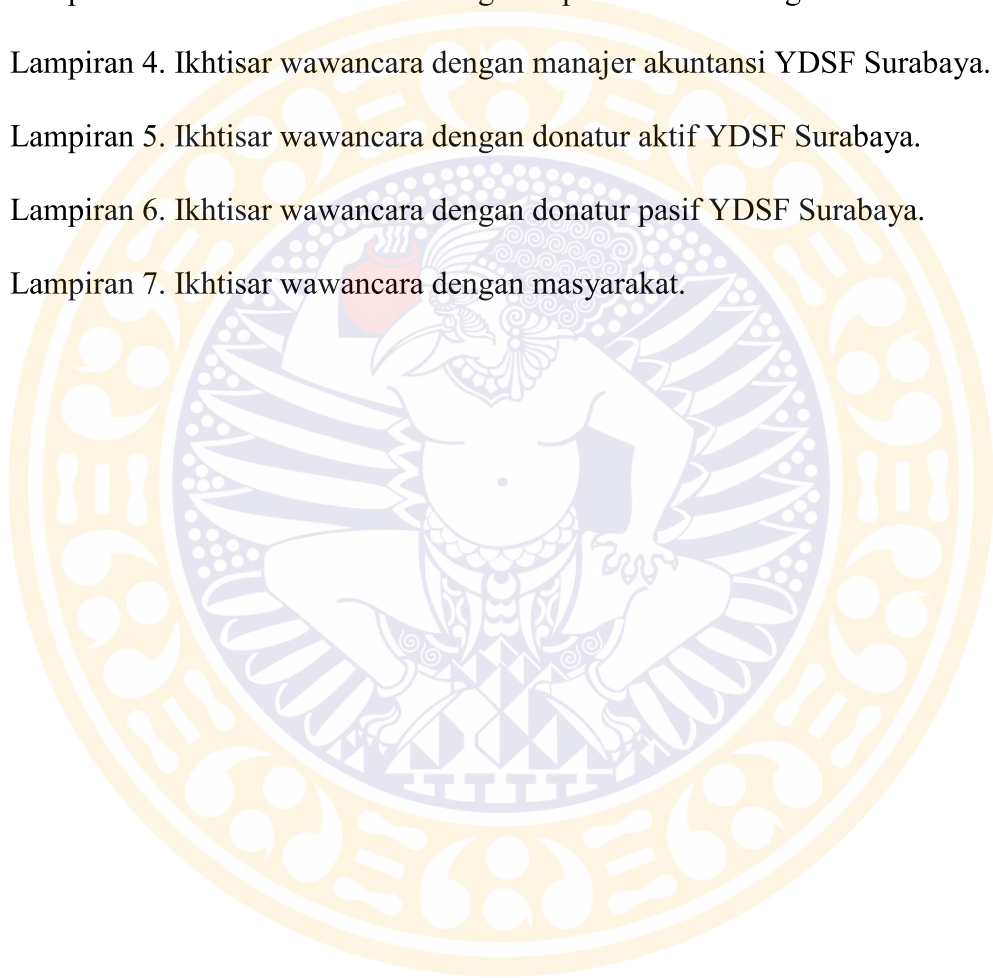 Lampiran 4. Ikhtisar wawancara dengan manajer akuntansi YDSF Surabaya.
Lampiran 5. Ikhtisar wawancara dengan donatur aktif YDSF Surabaya.
Lampiran 6. Ikhtisar wawancara dengan donatur pasif YDSF Surabaya.
Lampiran 7. Ikhtisar wawancara dengan masyarakat.